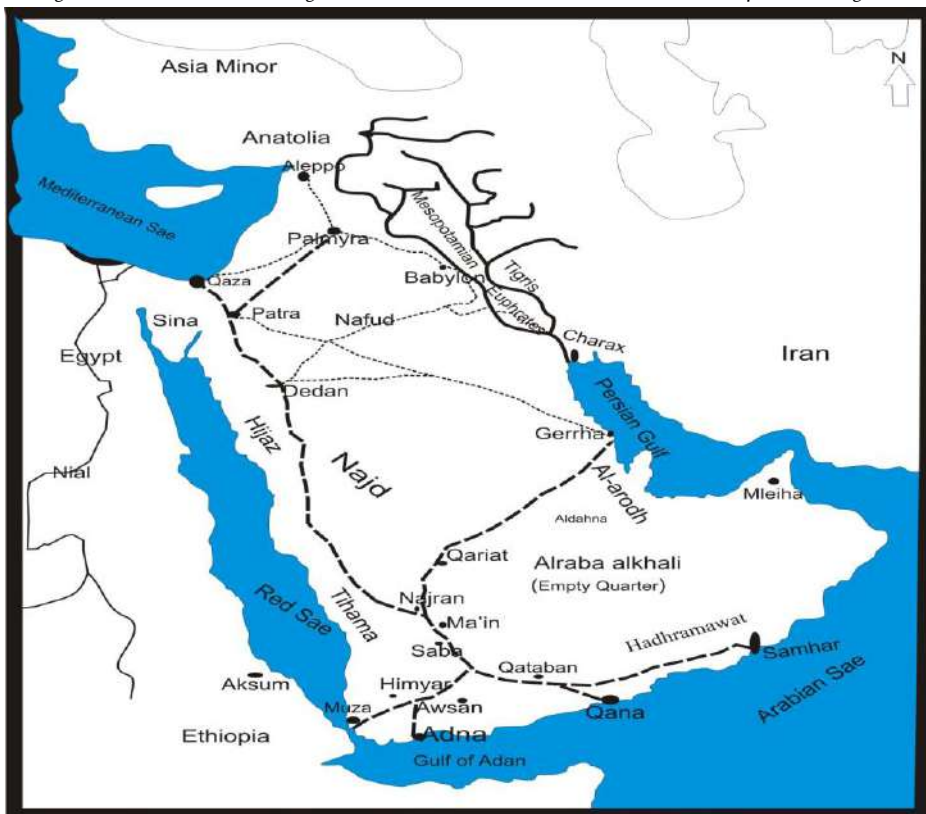 Asia Minor
N
Anatolia
Aleppo
Mediterranean Sae
Mesopotamian
Palmyra
Tigris
Babylon
Qaza
Euphrates
Sina
Patra
Nafud
Charax
Egypt
Iran
Dedan
Persian Gulf
Hijaz
Gerrha
Najd
Nial
Al-arodh
Mleiha
Aldahna
Qariat
Alraba alkhali
(Empty Quarter)
Red Sae
Tihama
Najran
Ma'in
Hadhramawat
Saba
Samhar
Qataban
Aksum
Himyar
Arabian Sae
Muza
Awsan
Qana
Ethiopia
Adna
Gulf of Adan